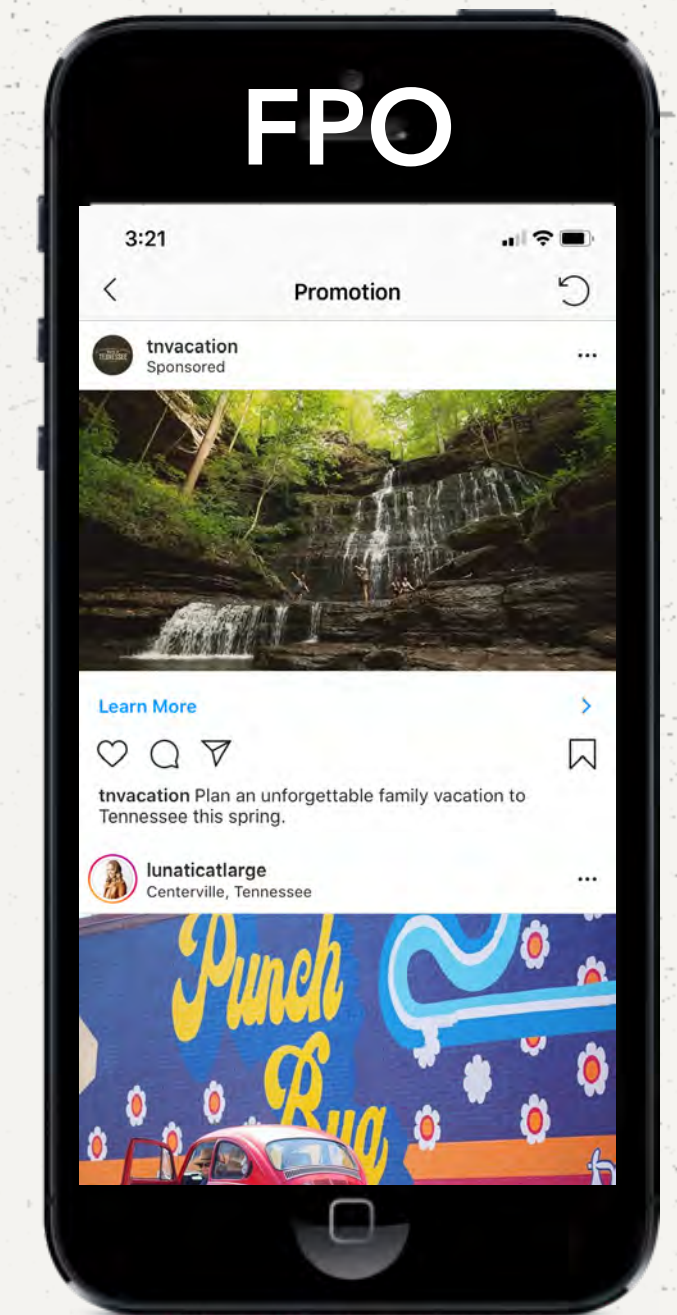 FPO
3:21
Promotion
tnvacation
Sponsored
TENNESSEE
Learn More
tnvacation Plan an unforgettable family vacation to
Tennessee this spring.
lunaticatlarge
Centerville, Tennessee
Punch
Bug